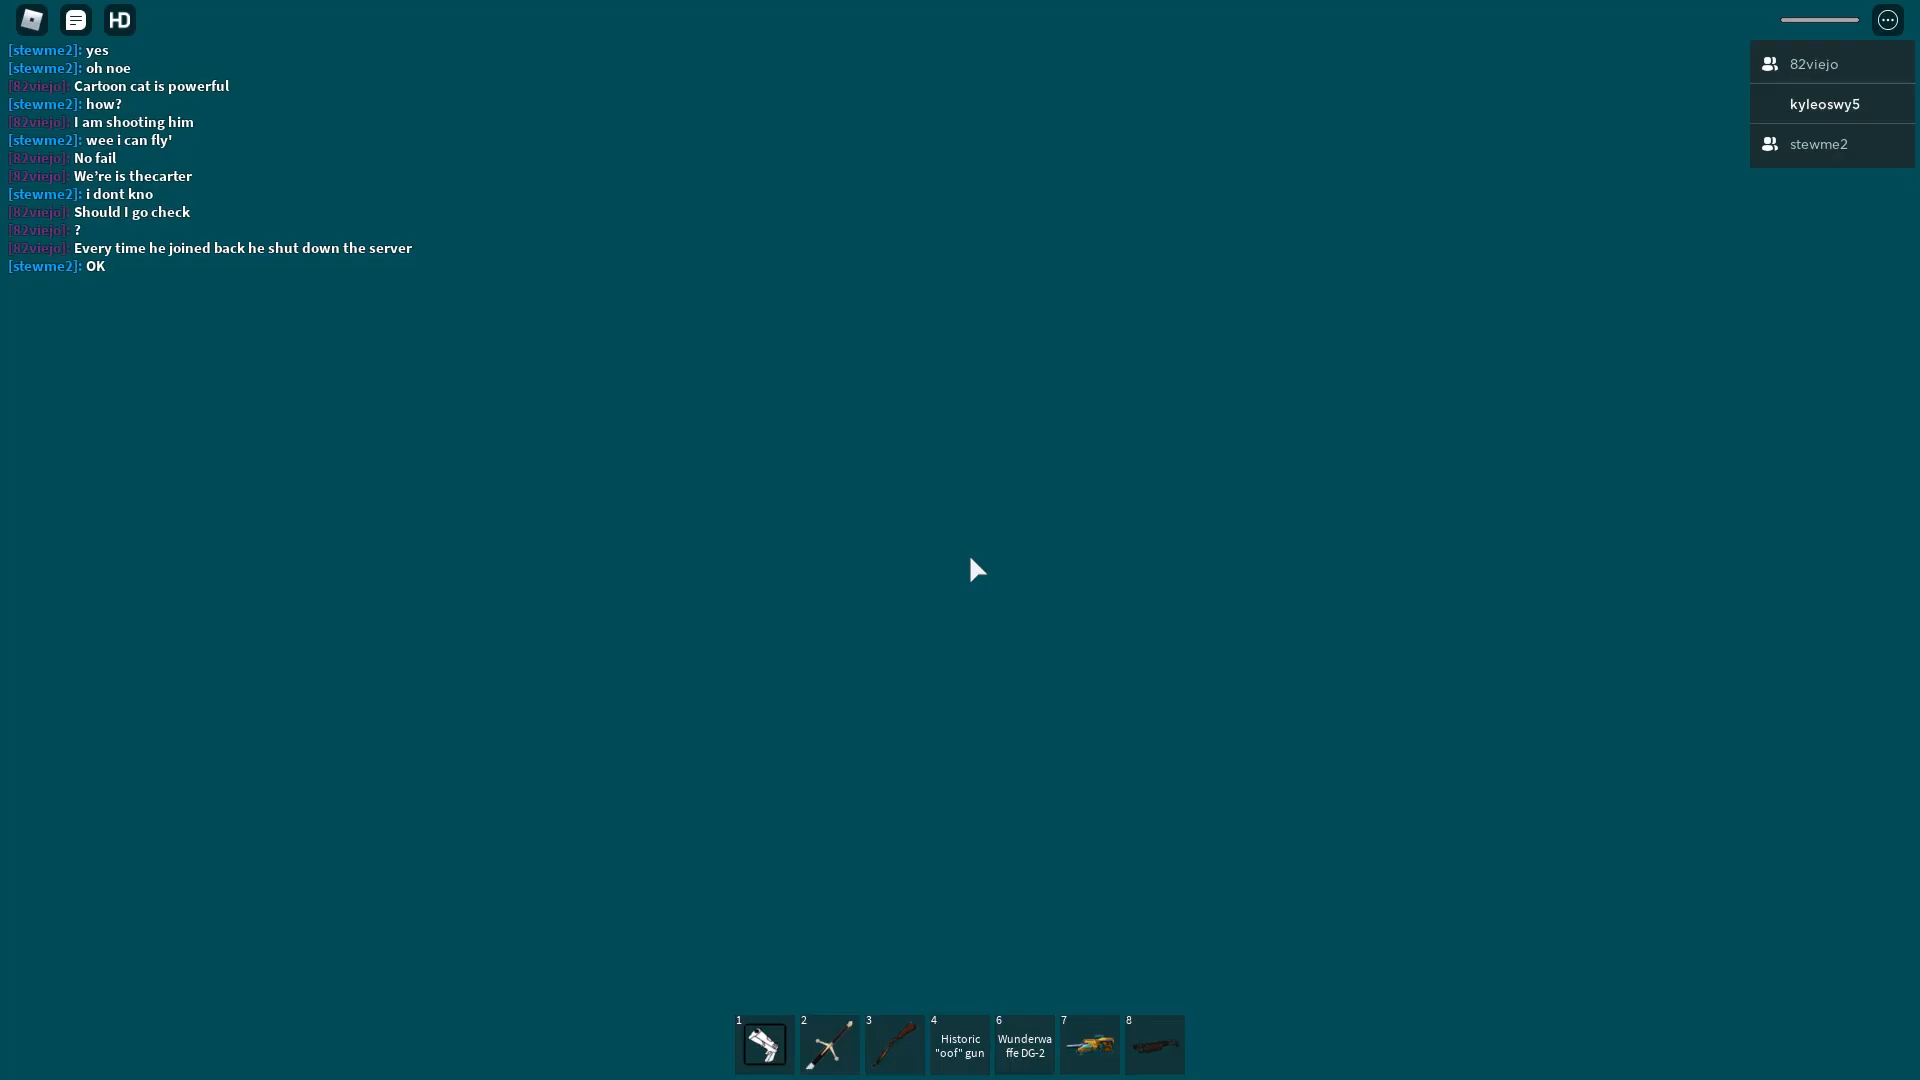 HD
[stewme2]: yes
[stewme2]: oh noe
[82viejo]: Cartoon cat is powerful
[stewme2]: how?
[82viejo]: I am shooting him
[stewme2]: wee i can fly'
[82viejo]: No fail
[82viejo]: We're is thecarter
[stewme2]: i dont kno
[82viejo]: Should I go check
[82viejo]: ?
[82viejo]: Every time he joined back he shut down the server
[stewme2]: OK
82viejo
kyleoswy5
stewme2
1
2
3
4
Historic
"oof" gun
6
Wunderwa
ffe DG-2
7
8